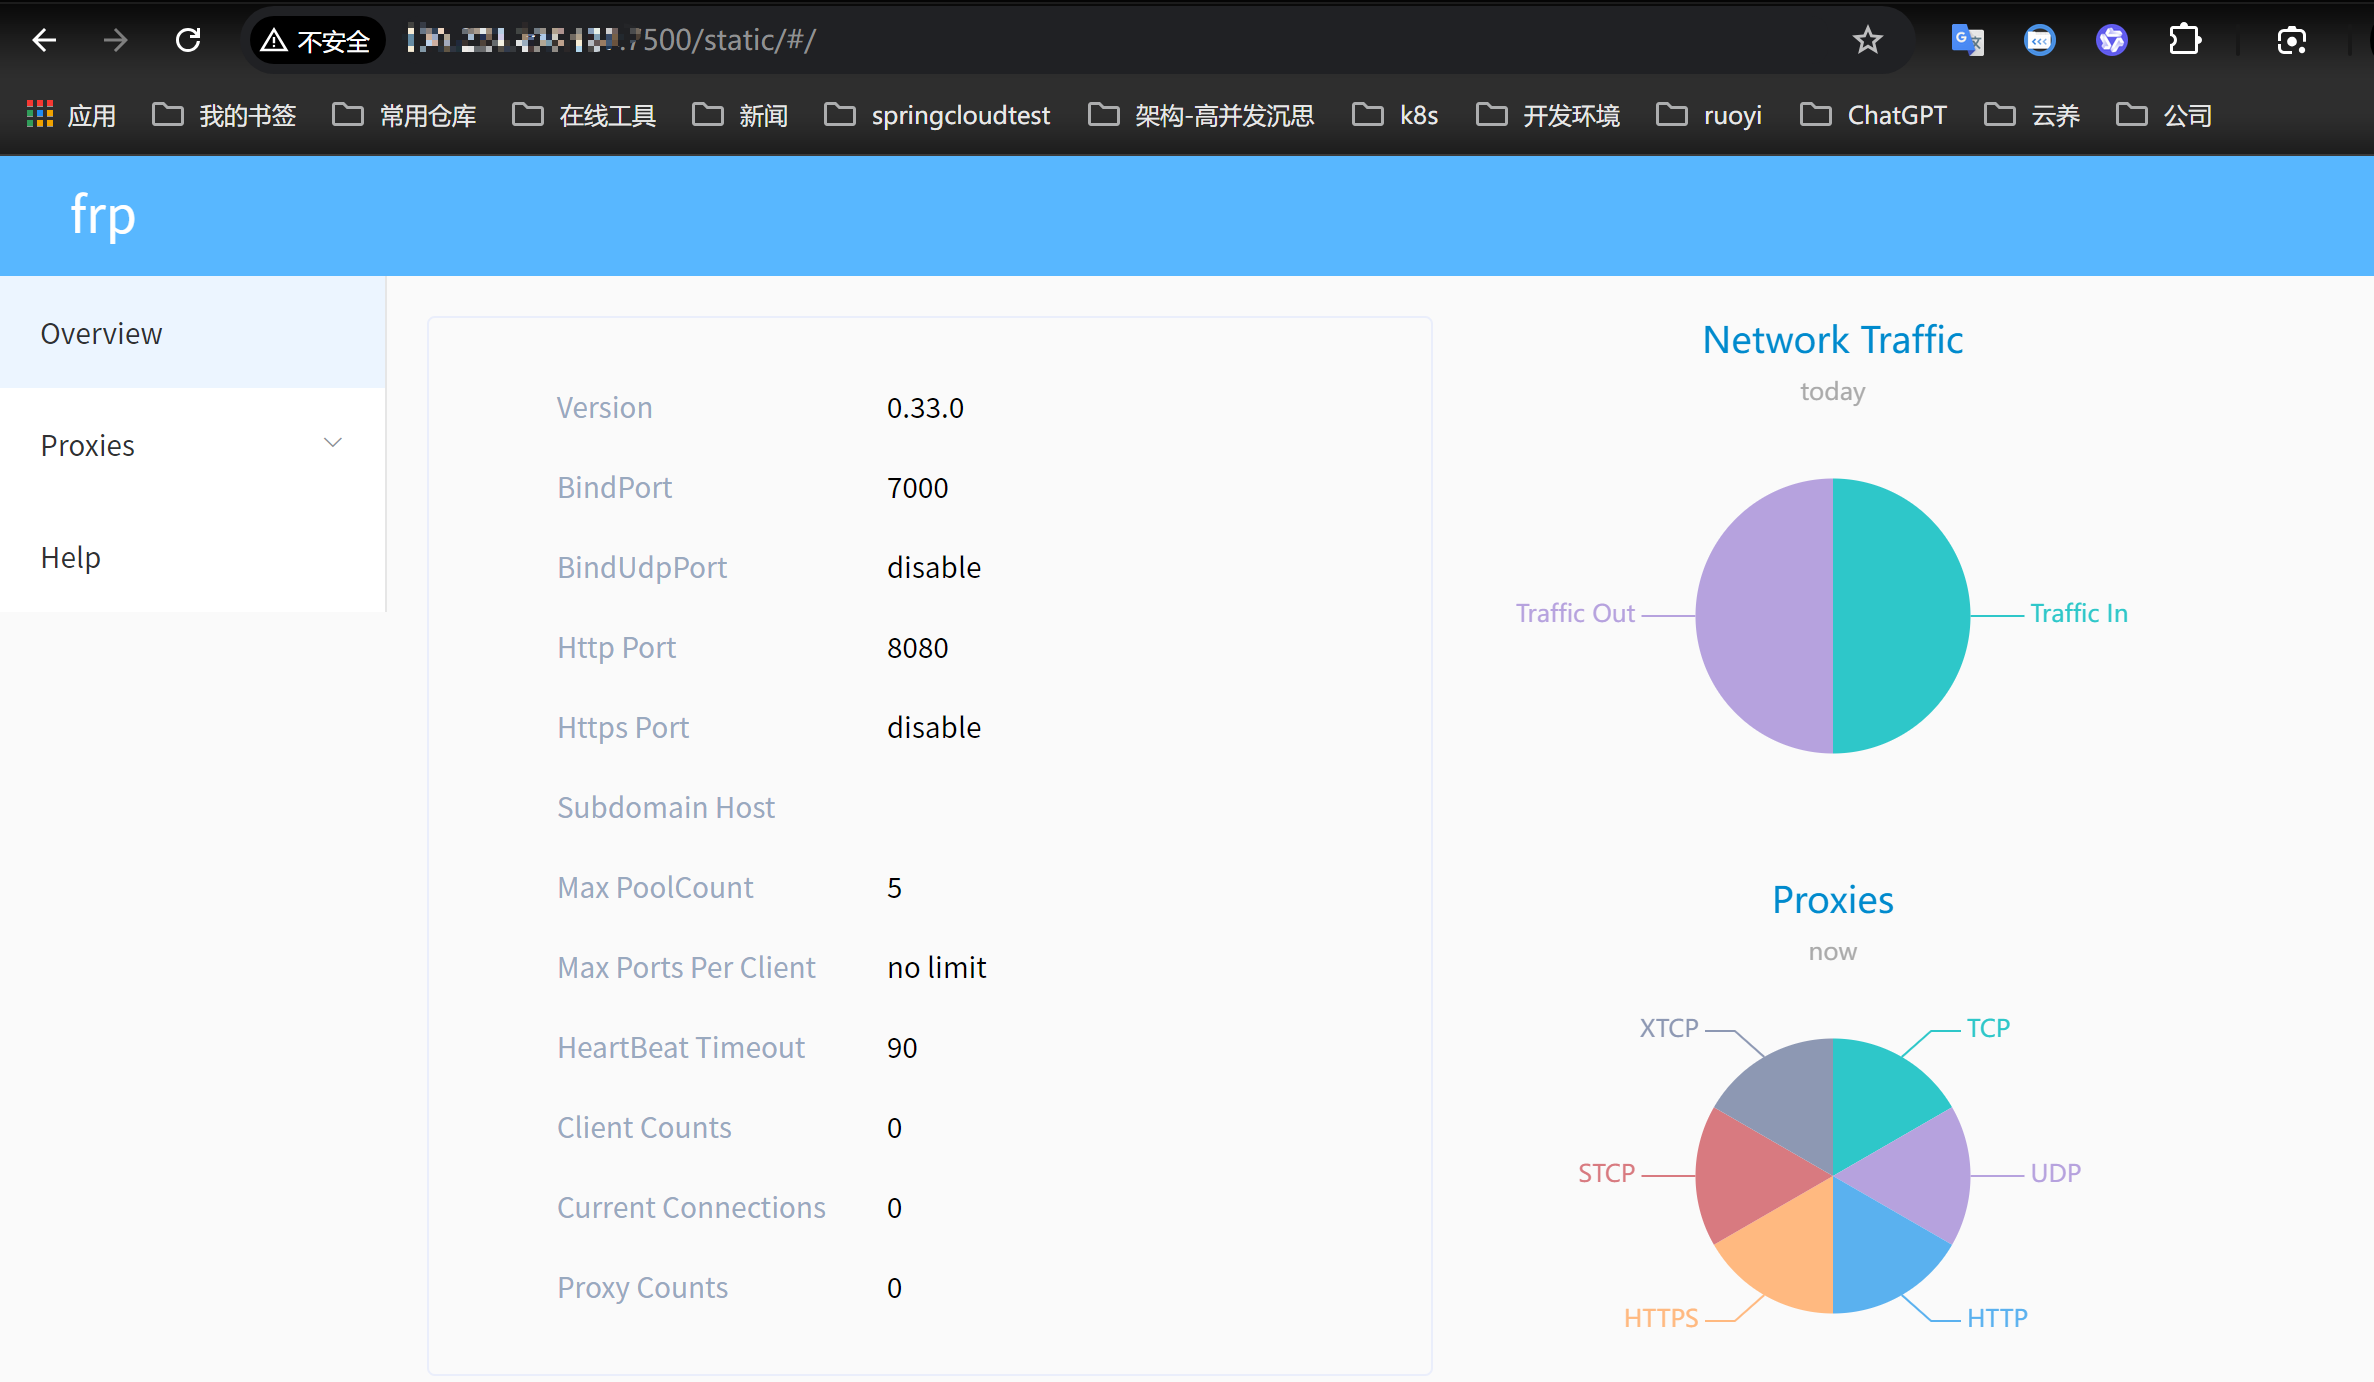 不安全 7500/static/#/
应用 我的书签 常用仓库 在线工具 新闻 springcloudtest 架构-高并发沉思 k8s 开发环境 ruoyi ChatGPT 云养 公司
frp
Overview
Proxies
Help
Version 0.33.0
BindPort 7000
BindUdpPort disable
Http Port 8080
Https Port disable
Subdomain Host
Max PoolCount 5
Max Ports Per Client no limit
HeartBeat Timeout 90
Client Counts 0
Current Connections 0
Proxy Counts 0
Network Traffic
today
Traffic Out Traffic In
Proxies
now
XTCP TCP
STCP UDP
HTTPS HTTP